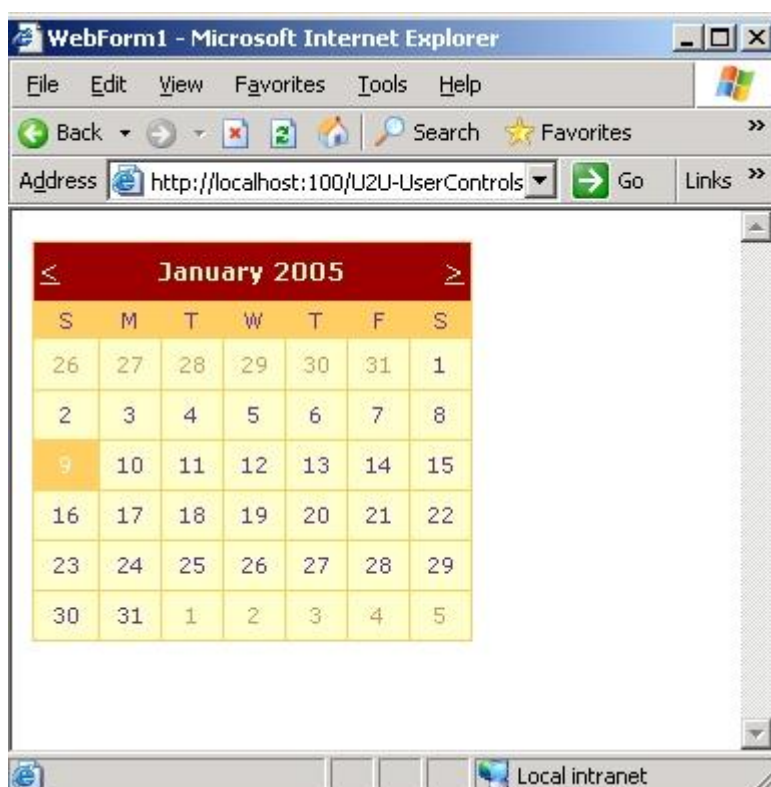 WebForm1 - Microsoft Internet Explorer
File Edit View Favorites Tools Help
Back Search Favorites »
Address http://localhost:100/U2U-UserControls Go Links »
< January 2005 >
S M T W T F S
26 27 28 29 30 31 1
2 3 4 5 6 7 8
9 10 11 12 13 14 15
16 17 18 19 20 21 22
23 24 25 26 27 28 29
30 31 1 2 3 4 5
Local intranet